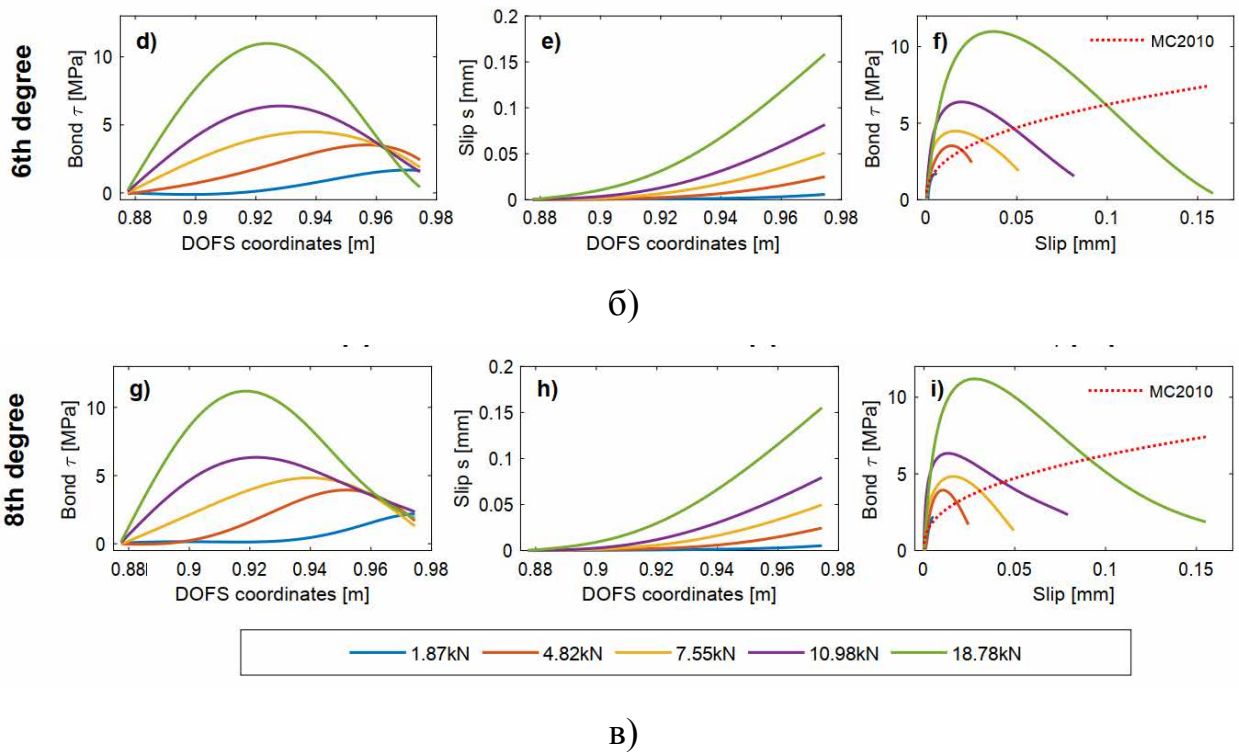 6th degree
d)
Bond τ [MPa]
10
5
0
0.88 0.9 0.92 0.94 0.96 0.98
DOFS coordinates [m]
e)
Slip s [mm]
0.2
0.15
0.1
0.05
0
0.88 0.9 0.92 0.94 0.96 0.98
DOFS coordinates [m]
f)
MC2010
Bond τ [MPa]
10
5
0
0 0.05 0.1 0.15
Slip [mm]
б)
8th degree
g)
Bond τ [MPa]
10
5
0
0.88 0.9 0.92 0.94 0.96 0.98
DOFS coordinates [m]
h)
Slip s [mm]
0.2
0.15
0.1
0.05
0
0.88 0.9 0.92 0.94 0.96 0.98
DOFS coordinates [m]
i)
MC2010
Bond τ [MPa]
10
5
0
0 0.05 0.1 0.15
Slip [mm]
1.87kN 4.82kN 7.55kN 10.98kN 18.78kN
в)